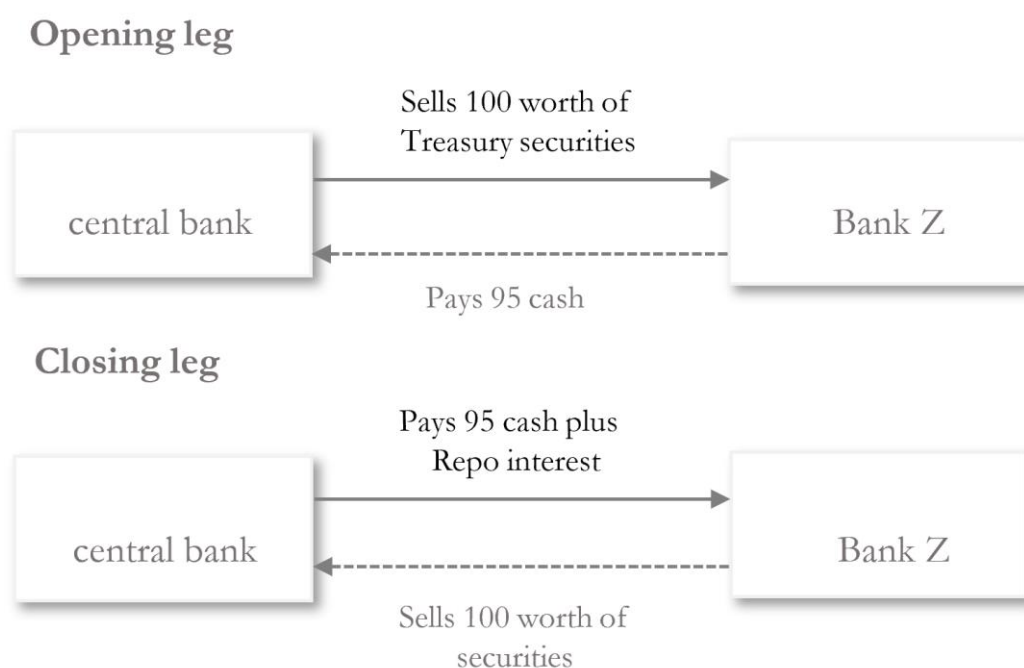 Opening leg
Sells 100 worth of
Treasury securities
central bank
Bank Z
Pays 95 cash
Closing leg
Pays 95 cash plus
Repo interest
central bank
Bank Z
Sells 100 worth of
securities